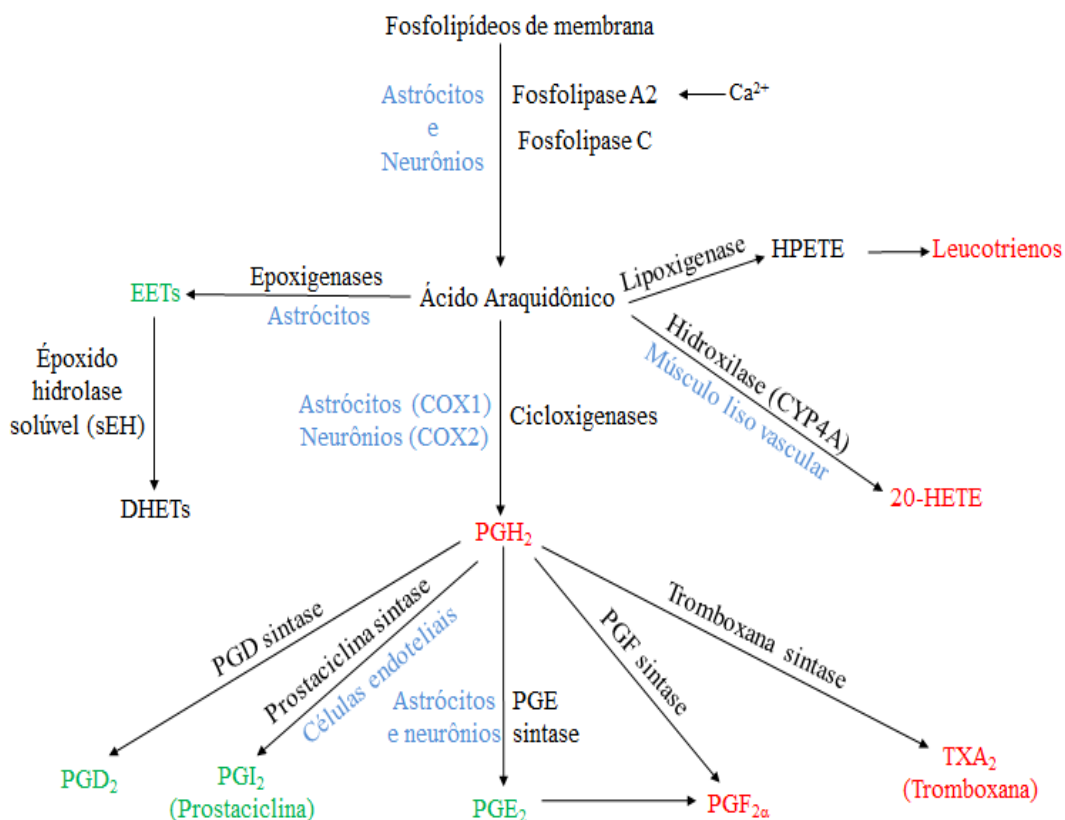 Fosfolipídeos de membrana
Astrócitos
e
Neurônios
Fosfolipase A2
Ca²⁺
Fosfolipase C
Lipoxigenase
HPETE
Leucotrienos
EETs
Epoxigenases
Astrócitos
Ácido Araquidônico
Hidroxilase (CYP4A)
Músculo liso vascular
Époxido
hidrolase
solúvel (sEH)
Astrócitos (COX1)
Neurônios (COX2)
Cicloxigenases
DHETs
20-HETE
PGH₂
PGD sintase
Prostaciclina sintase
Células endoteliais
Astrócitos
e neurônios
PGE
sintase
PGF sintase
Tromboxana sintase
PGD₂
PGI₂
(Prostaciclina)
PGE₂
PGF₂α
TXA₂
(Tromboxana)